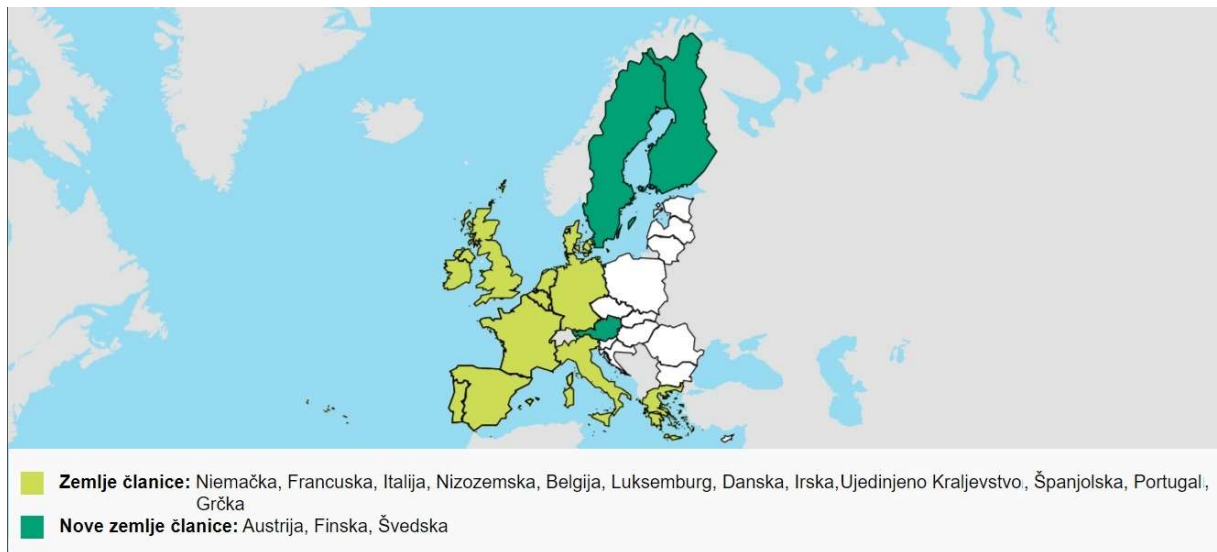 Zemlje članice: Niemačka, Francuska, Italija, Nizozemska, Belgija, Luksemburg, Danska, Irska,Ujedinjeno Kraljevstvo, Španjolska, Portugal,
Grčka
Nove zemlje članice: Austrija, Finska, Švedska